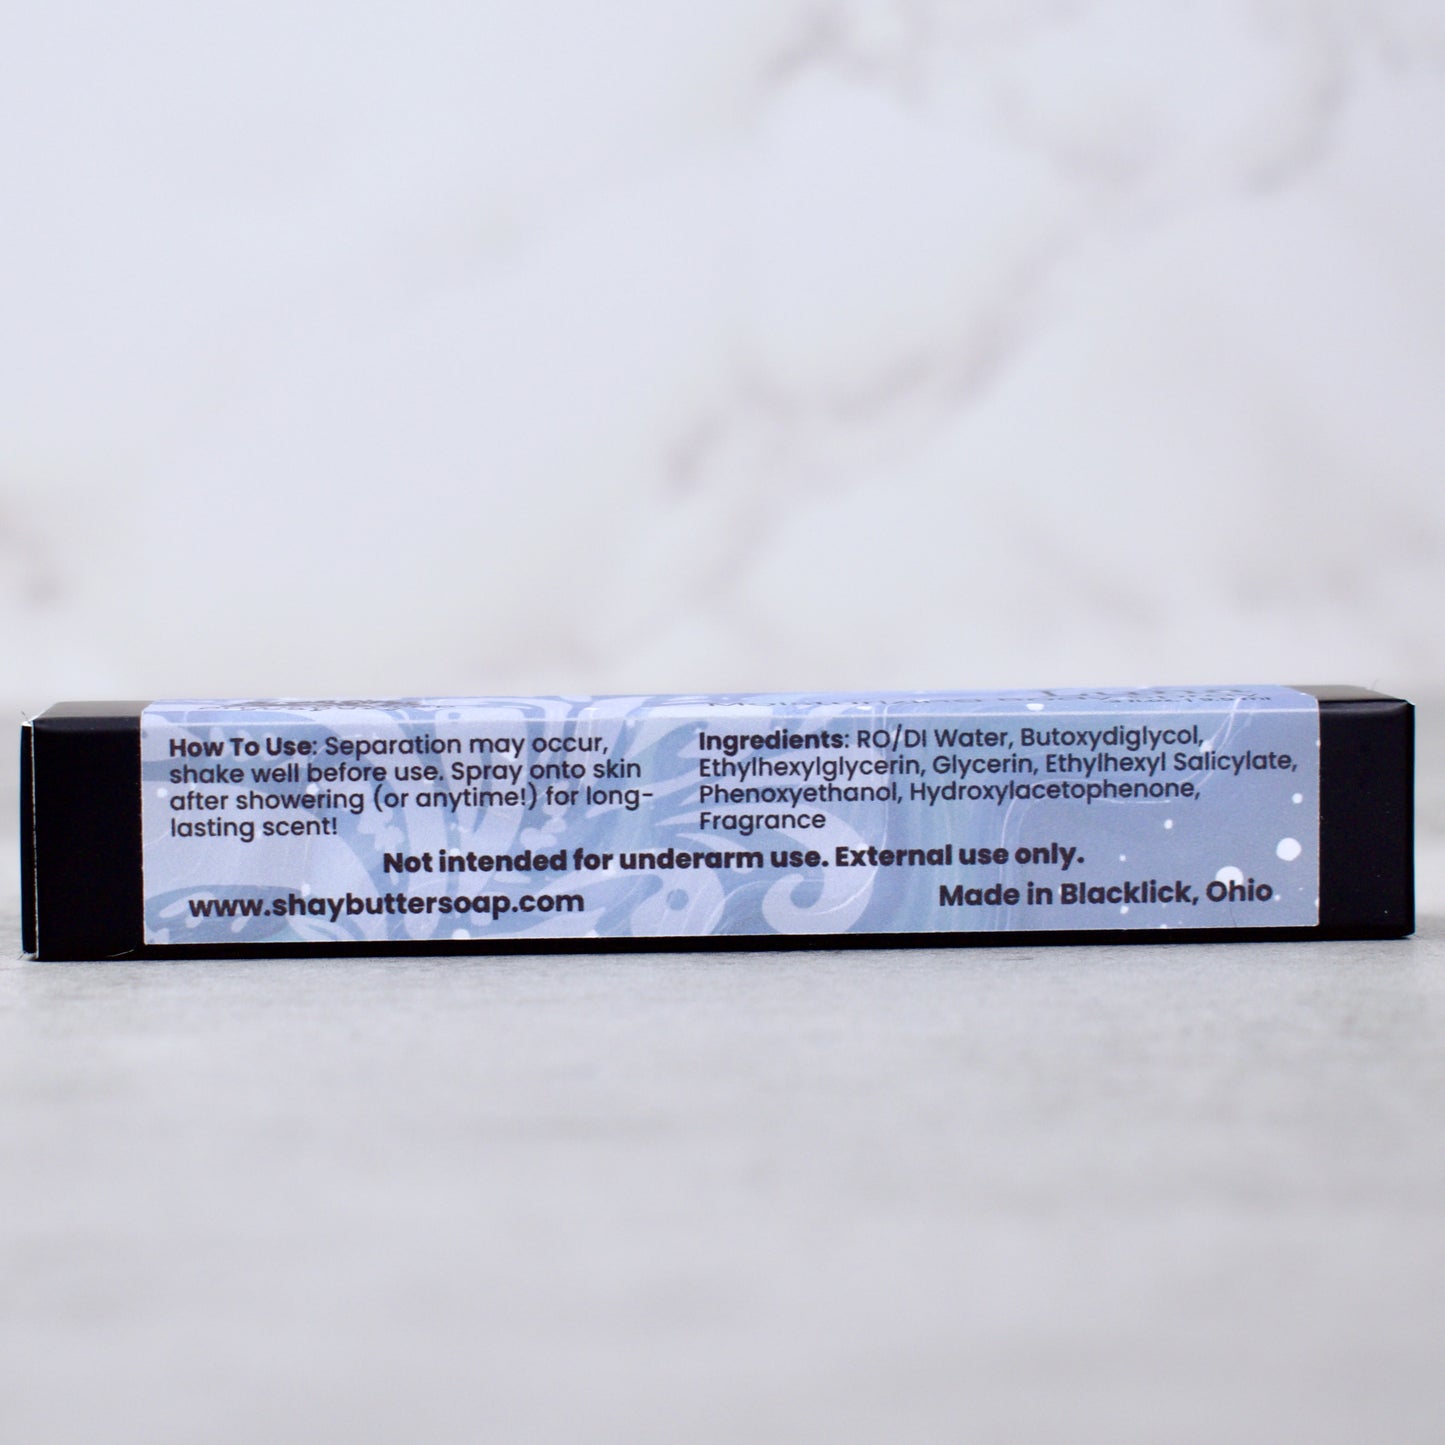 How To Use: Separation may occur,
shake well before use. Spray onto skin
after showering (or anytime!) for long-
lasting scent!
Ingredients: RO/DI Water, Butoxydiglycol,
Ethylhexylglycerin, Glycerin, Ethylhexyl Salicylate,
Phenoxyethanol, Hydroxylacetophenone,
Fragrance
Not intended for underarm use. External use only.
www.shaybuttersoap.com
Made in Blacklick, Ohio